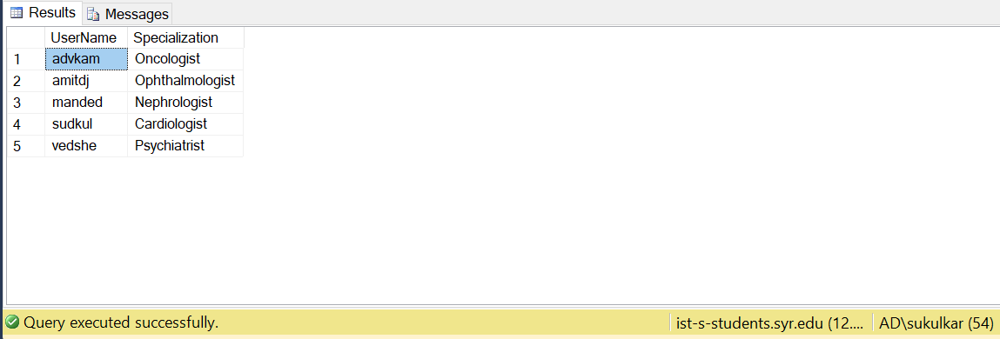 Results Messages
UserName Specialization
1 advkam Oncologist
2 amitdj Ophthalmologist
3 manded Nephrologist
4 sudkul Cardiologist
5 vedshe Psychiatrist
Query executed successfully. ist-s-students.syr.edu (12.... AD\sukulkar (54)